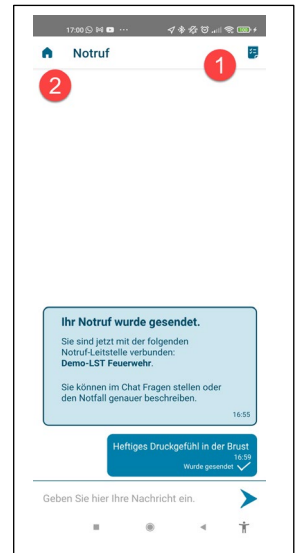 17:00
Notruf
1
2
Ihr Notruf wurde gesendet.
Sie sind jetzt mit der folgenden
Notruf-Leitstelle verbunden:
Demo-LST Feuerwehr.
Sie können im Chat Fragen stellen oder
den Notfall genauer beschreiben.
16:55
Heftiges Druckgefühl in der Brust
16:59
Wurde gesendet
Geben Sie hier Ihre Nachricht ein.